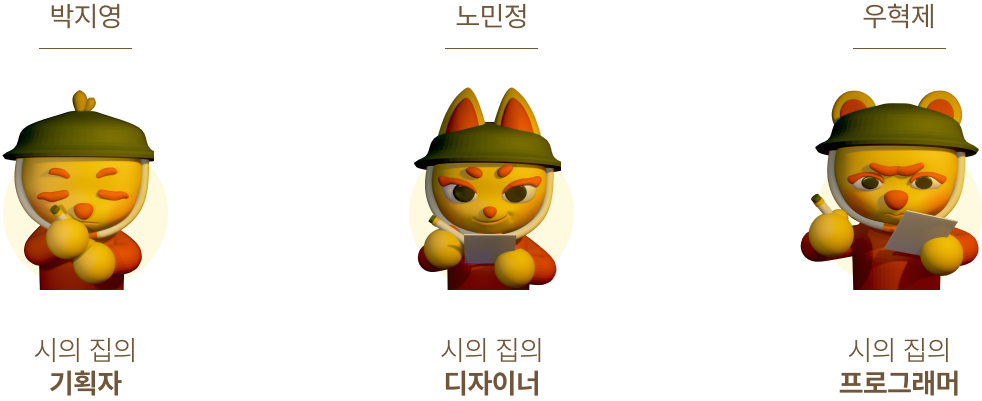 박지영
노민정
우혁제
시의 집의
기획자
시의 집의
디자이너
시의 집의
프로그래머